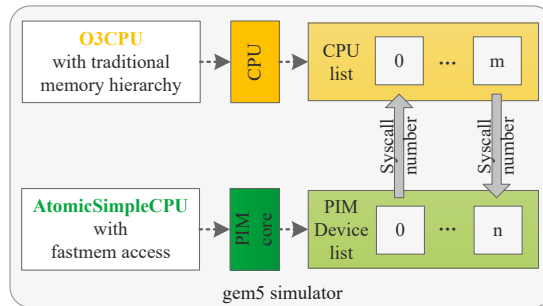 O3CPU
with traditional
memory hierarchy
CPU
CPU
list
0
...
m
Syscall
number
Syscall
number
AtomicSimpleCPU
with
fastmem access
PIM
core
PIM
Device
list
0
...
n
gem5 simulator